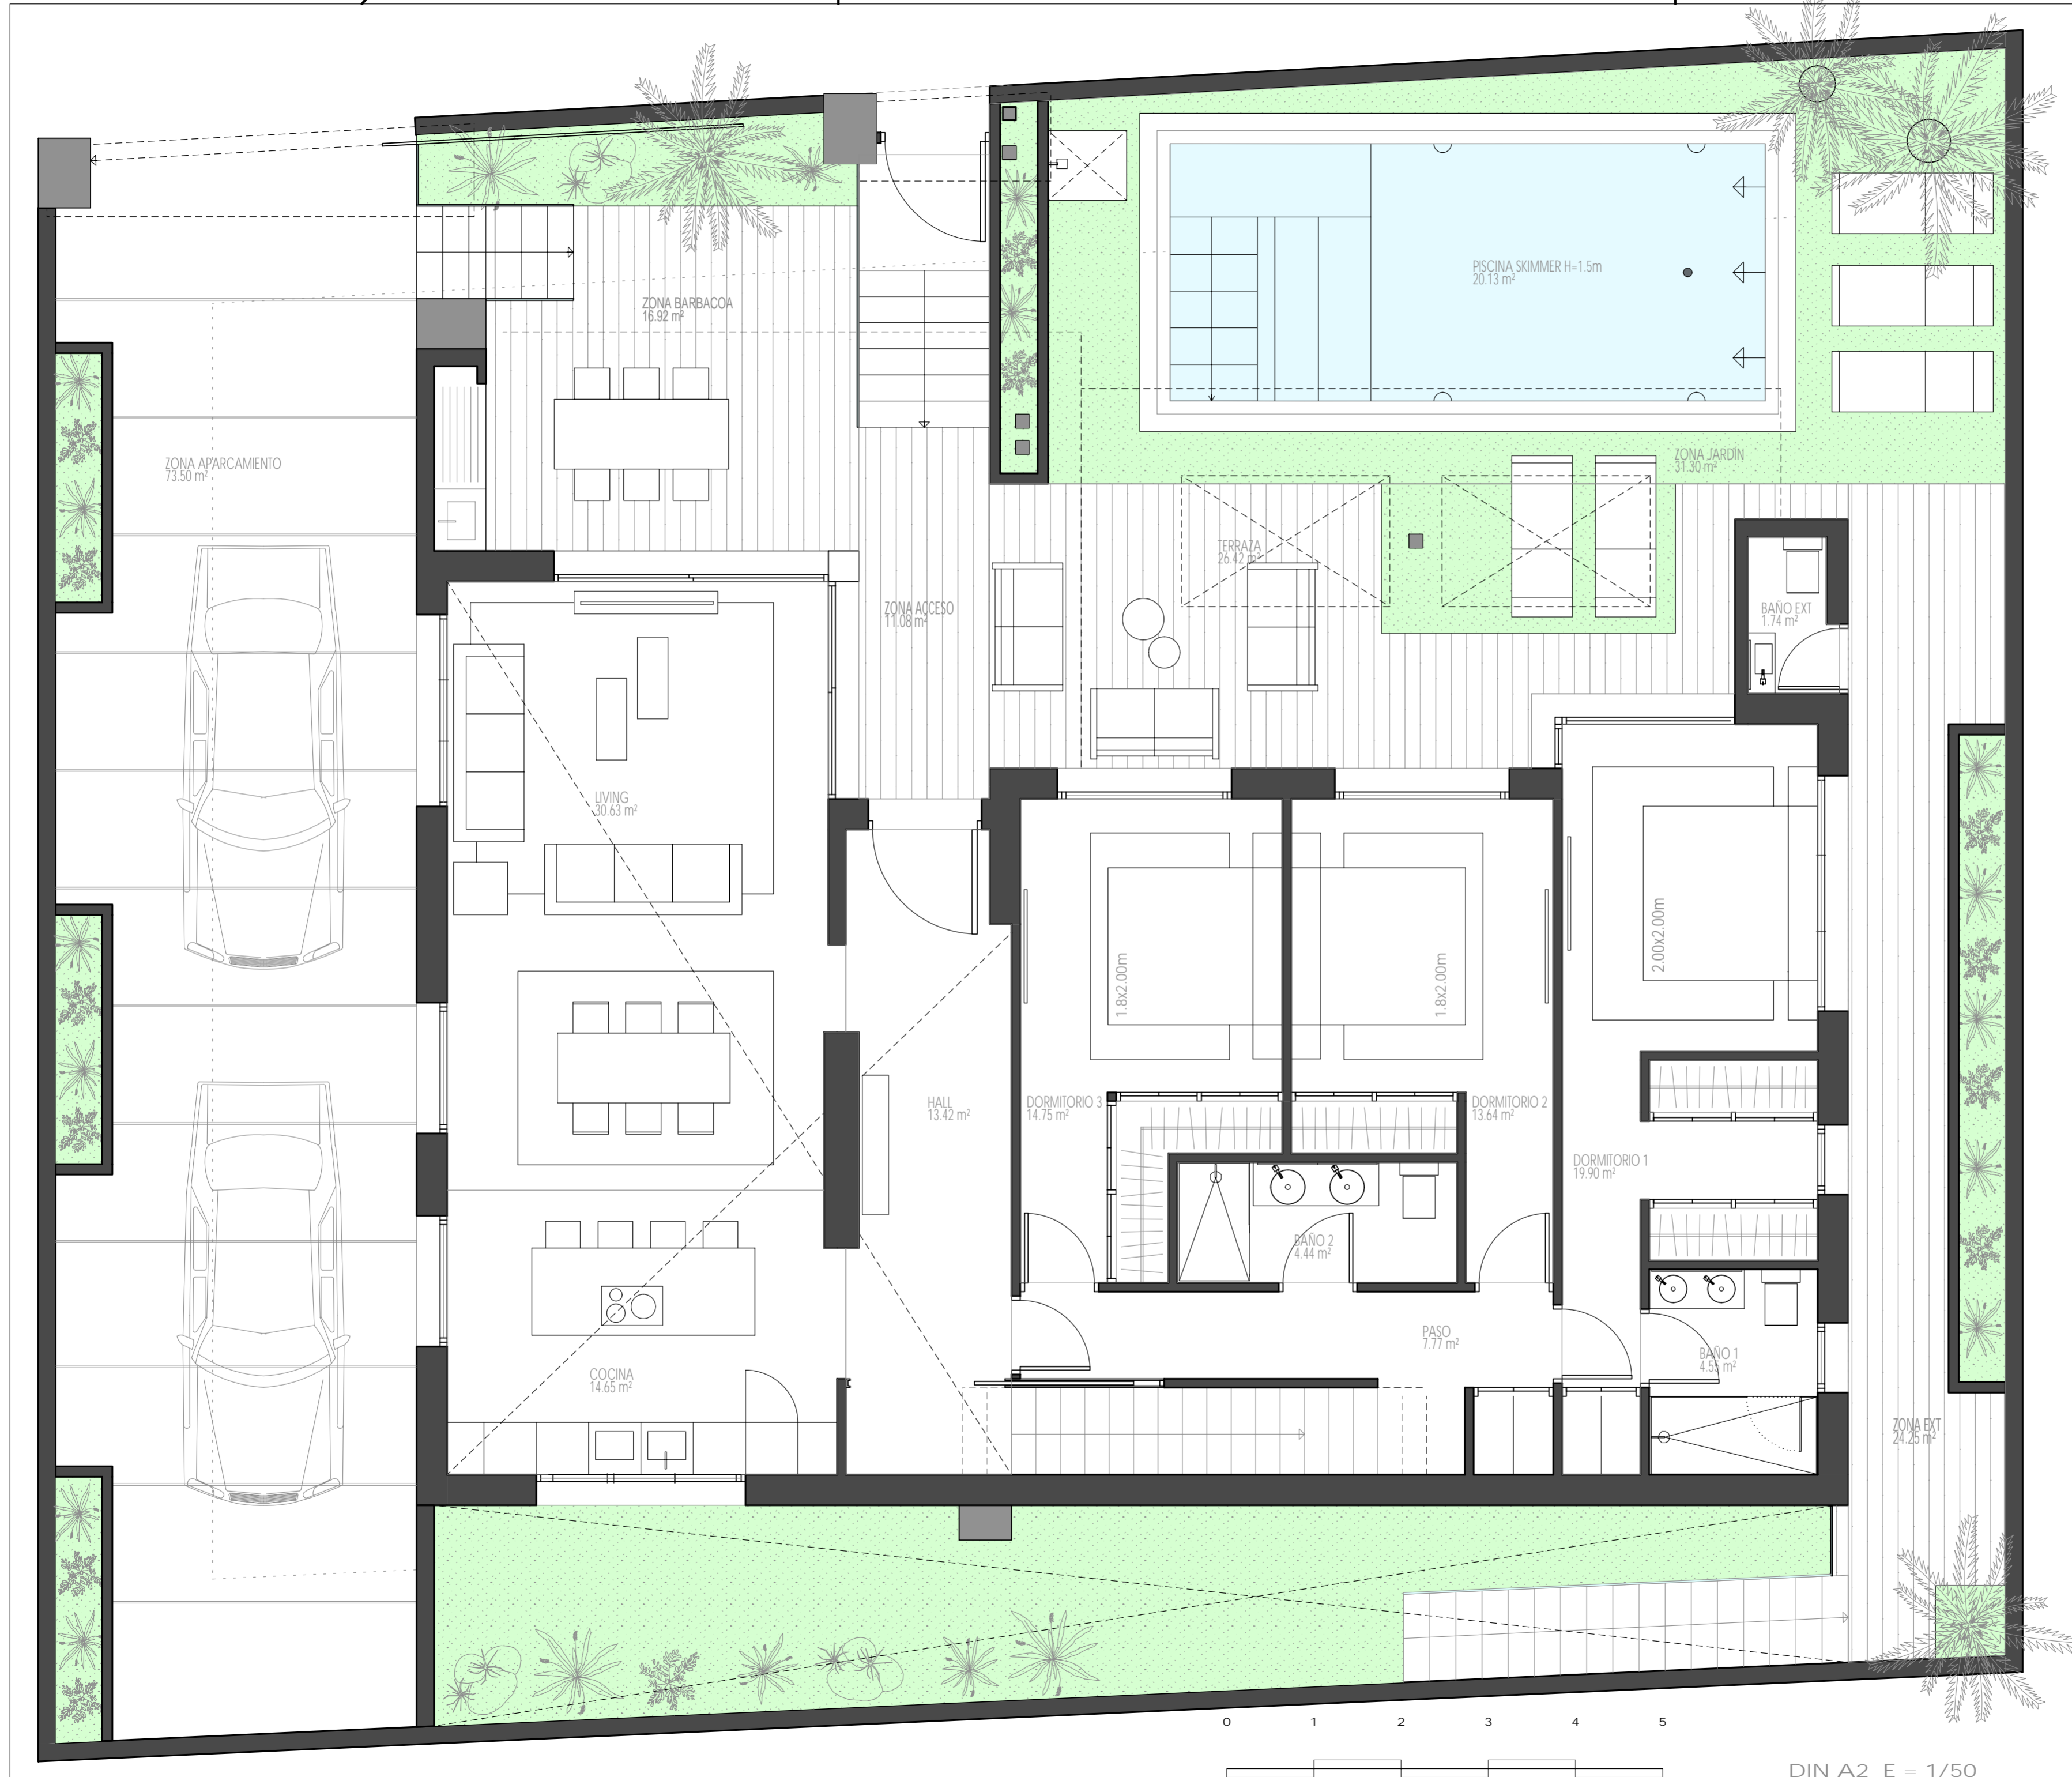 PISCINA SKIMMER H=1.5m
20.13 m²
ZONA BARBACOA
16.92 m²
ZONA APARCAMIENTO
73.50 m²
ZONA JARDÍN
31.30 m²
TERRAZA
26.42 m²
ZONA ACCESO
11.08 m²
BAÑO EXT
1.74 m²
LIVING
30.63 m²
1.8x2.00m
1.8x2.00m
2.00x2.00m
HALL
13.42 m²
DORMITORIO 3
14.75 m²
DORMITORIO 2
13.64 m²
DORMITORIO 1
19.90 m²
BAÑO 2
4.44 m²
PASO
7.77 m²
BAÑO 1
4.55 m²
COCINA
14.65 m²
ZONA EXT
24.25 m²
0 1 2 3 4 5
DIN A2 E = 1/50